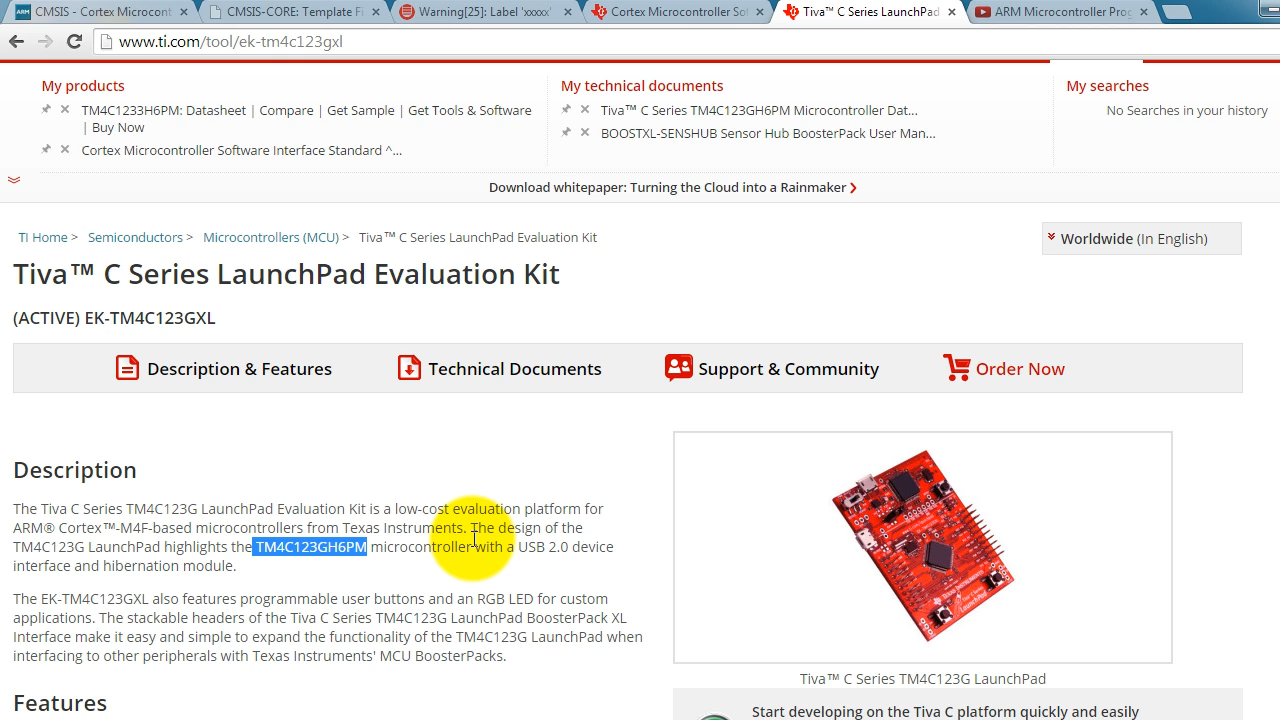 CMSIS - Cortex Microcont
CMSIS-CORE: Template Fi
Warning[25]: Label 'xxxx'
Cortex Microcontroller So
Tiva™ C Series LaunchPad
ARM Microcontroller Prog
www.ti.com/tool/ek-tm4c123gxl
My products
TM4C1233H6PM: Datasheet | Compare | Get Sample | Get Tools & Software
| Buy Now
Cortex Microcontroller Software Interface Standard ^...
My technical documents
Tiva™ C Series TM4C123GH6PM Microcontroller Dat...
BOOSTXL-SENSHUB Sensor Hub BoosterPack User Man...
My searches
No Searches in your history
Download whitepaper: Turning the Cloud into a Rainmaker
TI Home > Semiconductors > Microcontrollers (MCU) > Tiva™ C Series LaunchPad Evaluation Kit
Worldwide (In English)
Tiva™ C Series LaunchPad Evaluation Kit
(ACTIVE) EK-TM4C123GXL
Description & Features
Technical Documents
Support & Community
Order Now
Description
The Tiva C Series TM4C123G LaunchPad Evaluation Kit is a low-cost evaluation platform for
ARM® Cortex™-M4F-based microcontrollers from Texas Instruments. The design of the
TM4C123G LaunchPad highlights the TM4C123GH6PM microcontroller with a USB 2.0 device
interface and hibernation module.
The EK-TM4C123GXL also features programmable user buttons and an RGB LED for custom
applications. The stackable headers of the Tiva C Series TM4C123G LaunchPad BoosterPack XL
Interface make it easy and simple to expand the functionality of the TM4C123G LaunchPad when
interfacing to other peripherals with Texas Instruments' MCU BoosterPacks.
Features
Tiva™ C Series TM4C123G LaunchPad
Start developing on the Tiva C platform quickly and easily